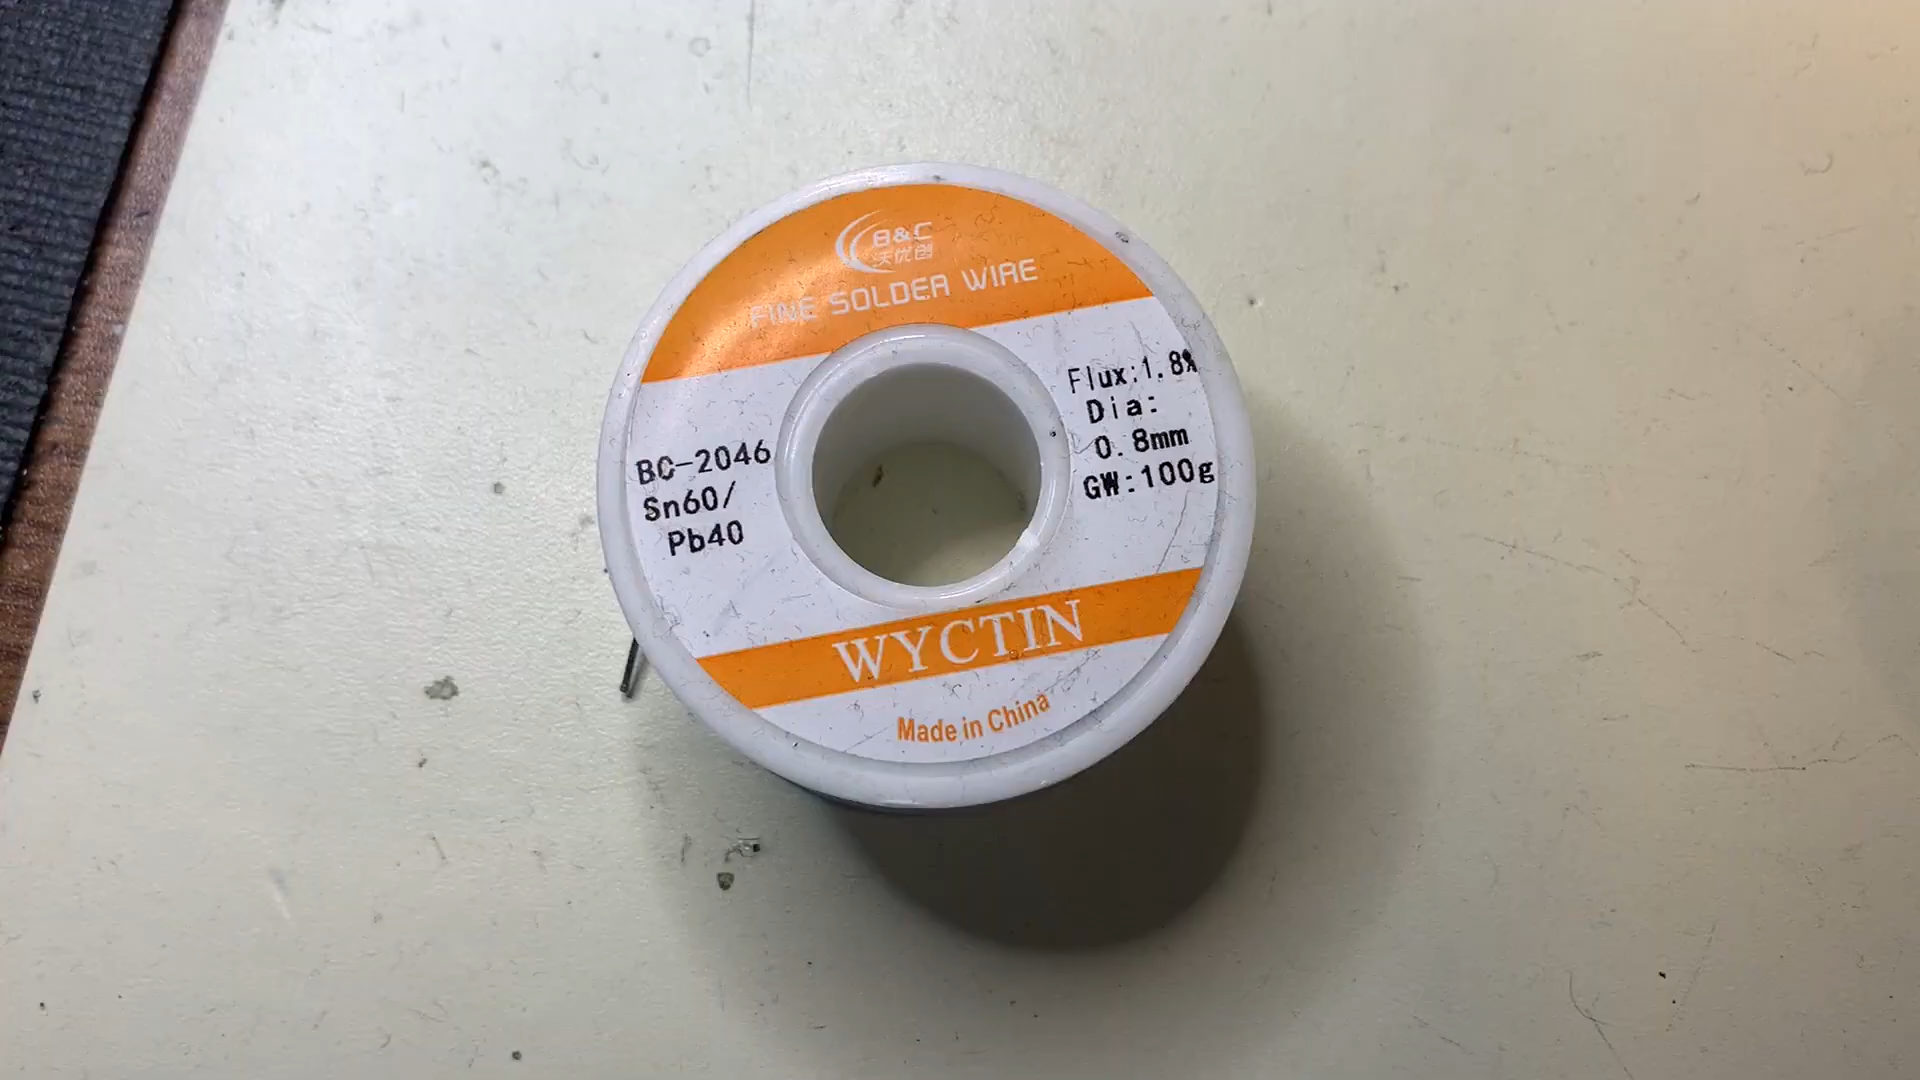 B&C
沃优创
FINE SOLDER WIRE
BC-2046
Sn60/
Pb40
Flux:1.8%
Dia:
0.8mm
GW:100g
WYCTIN
Made in China